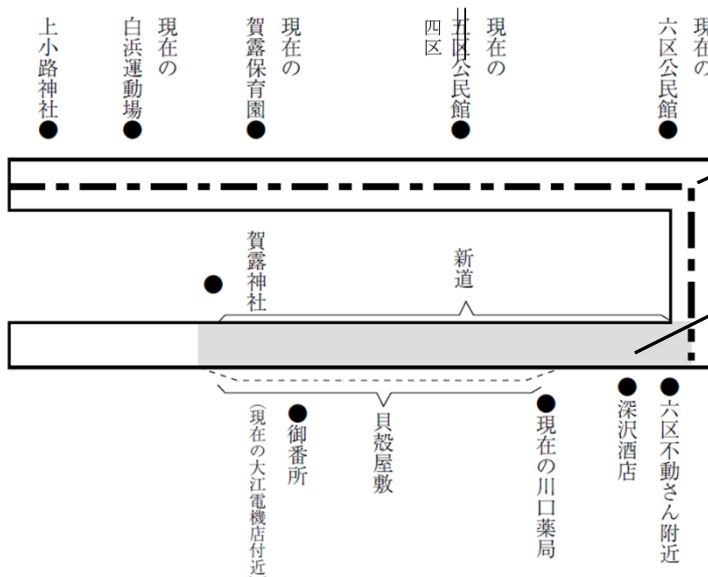 現在の
六区公民館
現在の
五区公民館
四区
現在の
賀露保育園
現在の
白浜運動場
上小路神社
新道
賀露神社
六区不動さん附近
深沢酒店
現在の川口薬局
貝殻屋敷
御番所
(現在の大江電機店付近